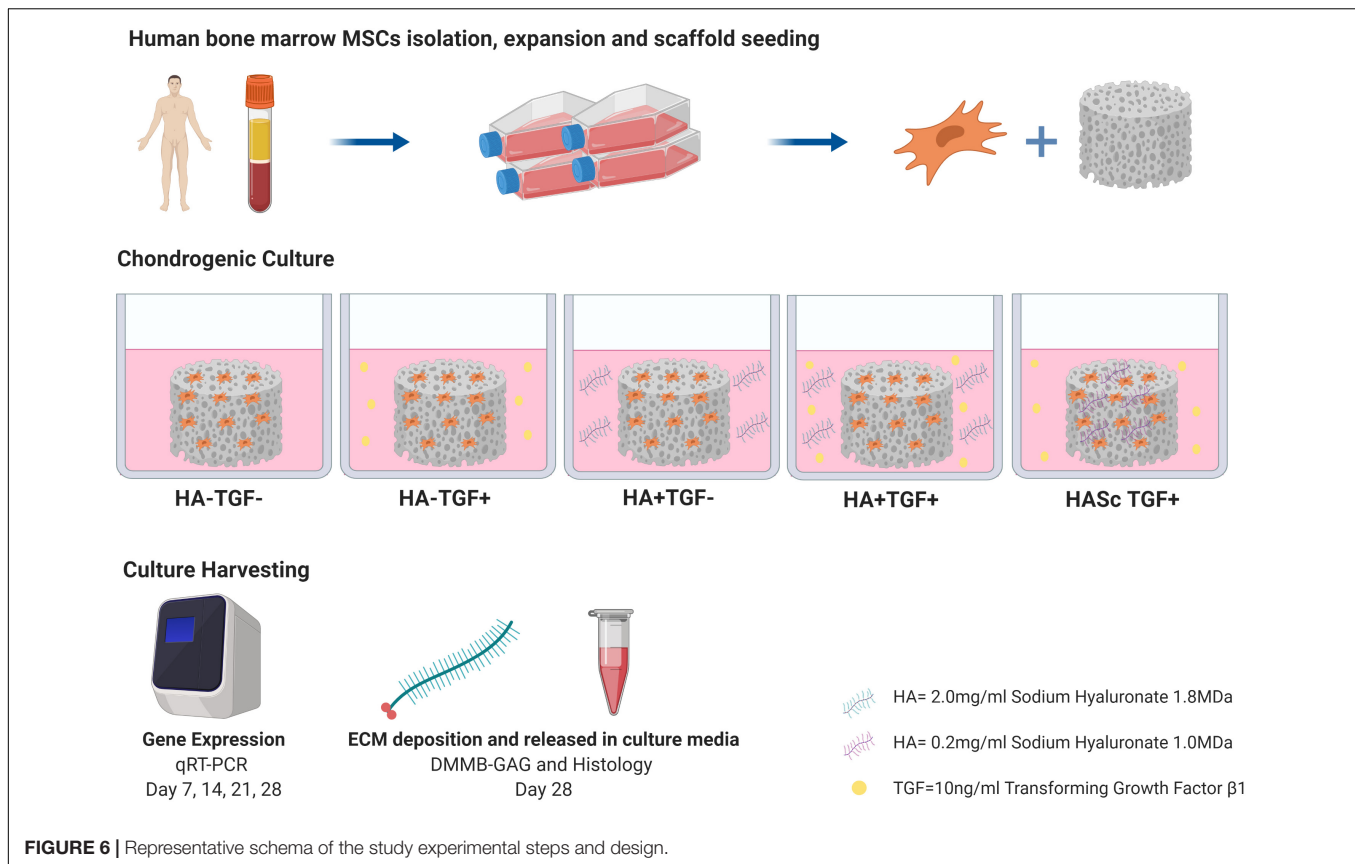 Human bone marrow MSCs isolation, expansion and scaffold seeding
Chondrogenic Culture
HA-TGF-
HA-TGF+
HA+TGF-
HA+TGF+
HASc TGF+
Culture Harvesting
Gene Expression
qRT-PCR
Day 7, 14, 21, 28
ECM deposition and released in culture media
DMMB-GAG and Histology
Day 28
HA= 2.0mg/ml Sodium Hyaluronate 1.8MDa
HA= 0.2mg/ml Sodium Hyaluronate 1.0MDa
TGF=10ng/ml Transforming Growth Factor β1
FIGURE 6 | Representative schema of the study experimental steps and design.